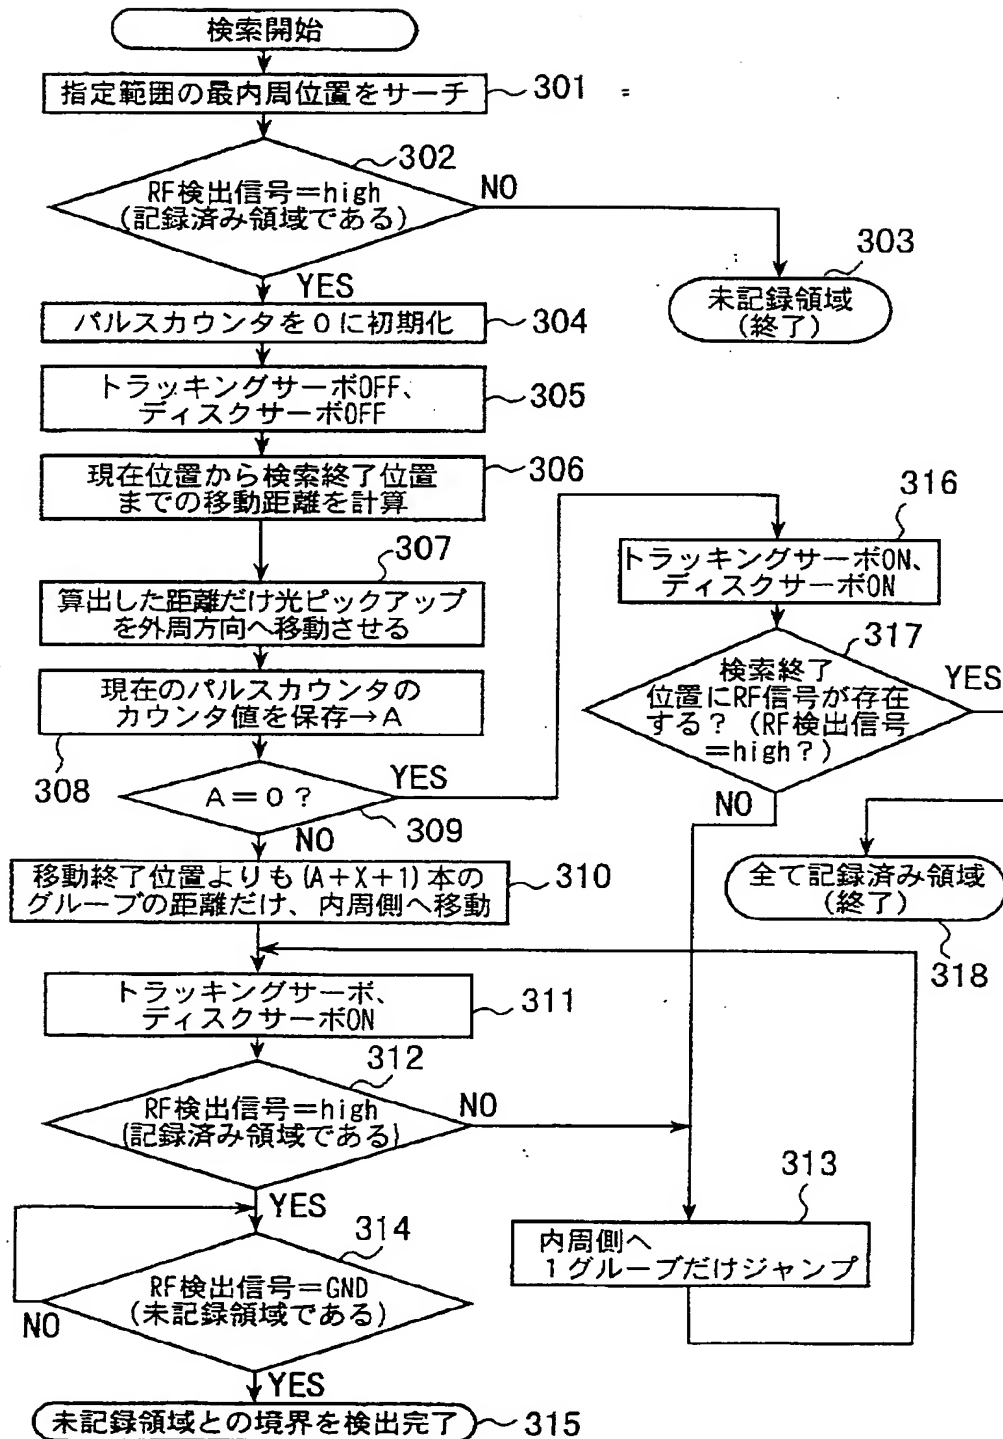 検索開始
指定範囲の最内周位置をサーチ
301
302
RF検出信号=high
(記録済み領域である)
NO
YES
303
未記録領域
(終了)
パルスカウンタを0に初期化
304
トラッキングサーボOFF、
ディスクサーボOFF
305
現在位置から検索終了位置
までの移動距離を計算
306
307
算出した距離だけ光ピックアップ
を外周方向へ移動させる
現在のパルスカウンタの
カウンタ値を保存→A
308
A=0?
YES
309
NO
移動終了位置よりも(A+X+1)本の
グルーブの距離だけ、内周側へ移動
310
トラッキングサーボ、
ディスクサーボON
311
312
RF検出信号=high
(記録済み領域である)
NO
YES
313
内周側へ
1グルーブだけジャンプ
314
RF検出信号=GND
(未記録領域である)
NO
YES
未記録領域との境界を検出完了
315
316
トラッキングサーボON、
ディスクサーボON
317
検索終了
位置にRF信号が存在
する?(RF検出信号
=high?)
YES
NO
全て記録済み領域
(終了)
318